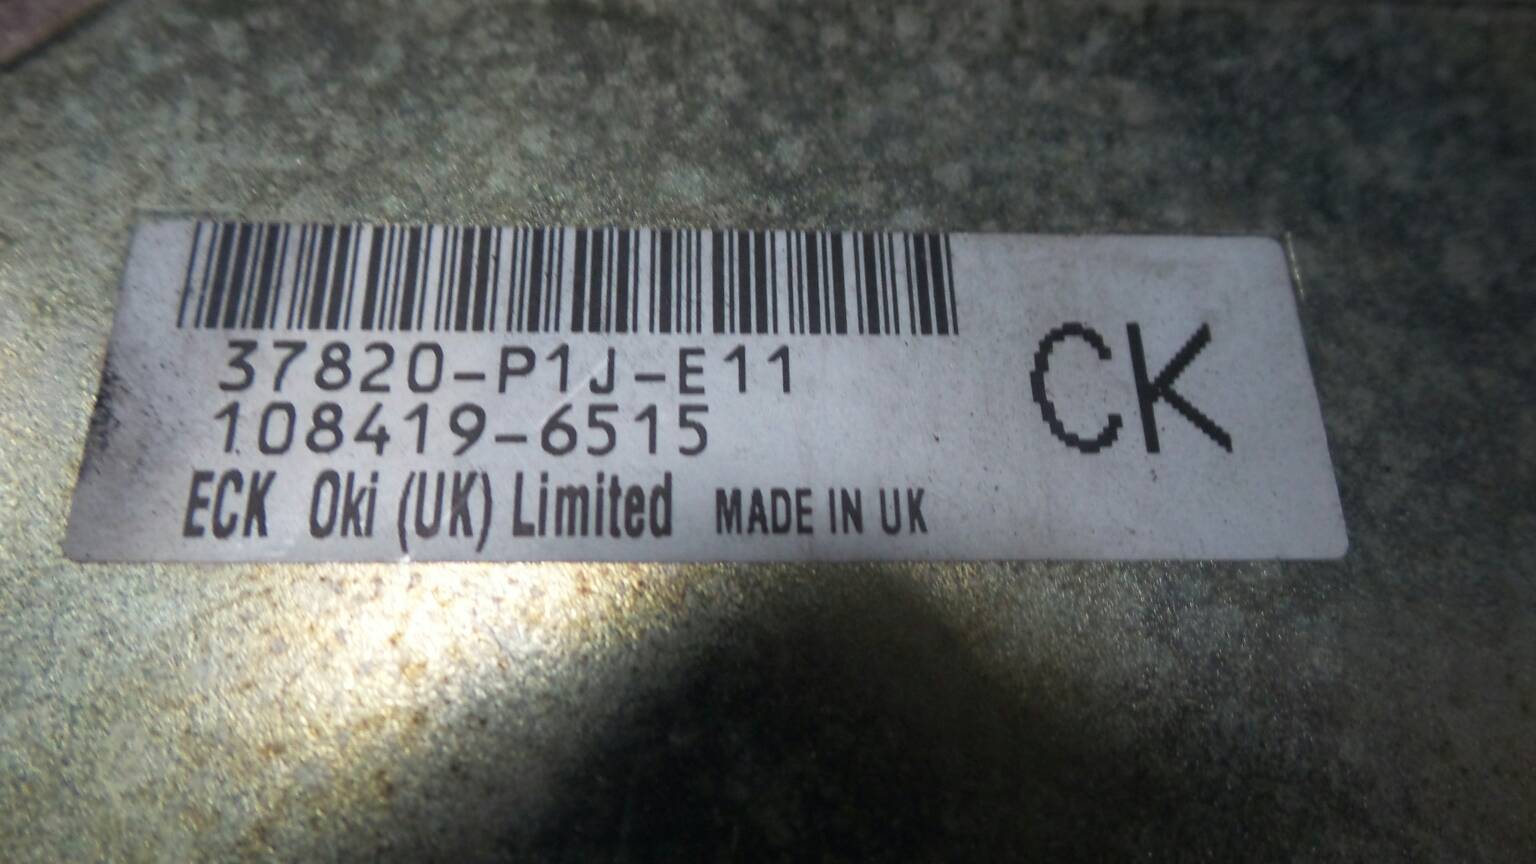 37820-P1J-E11
108419-6515
ECK Oki (UK) Limited MADE IN UK
CK